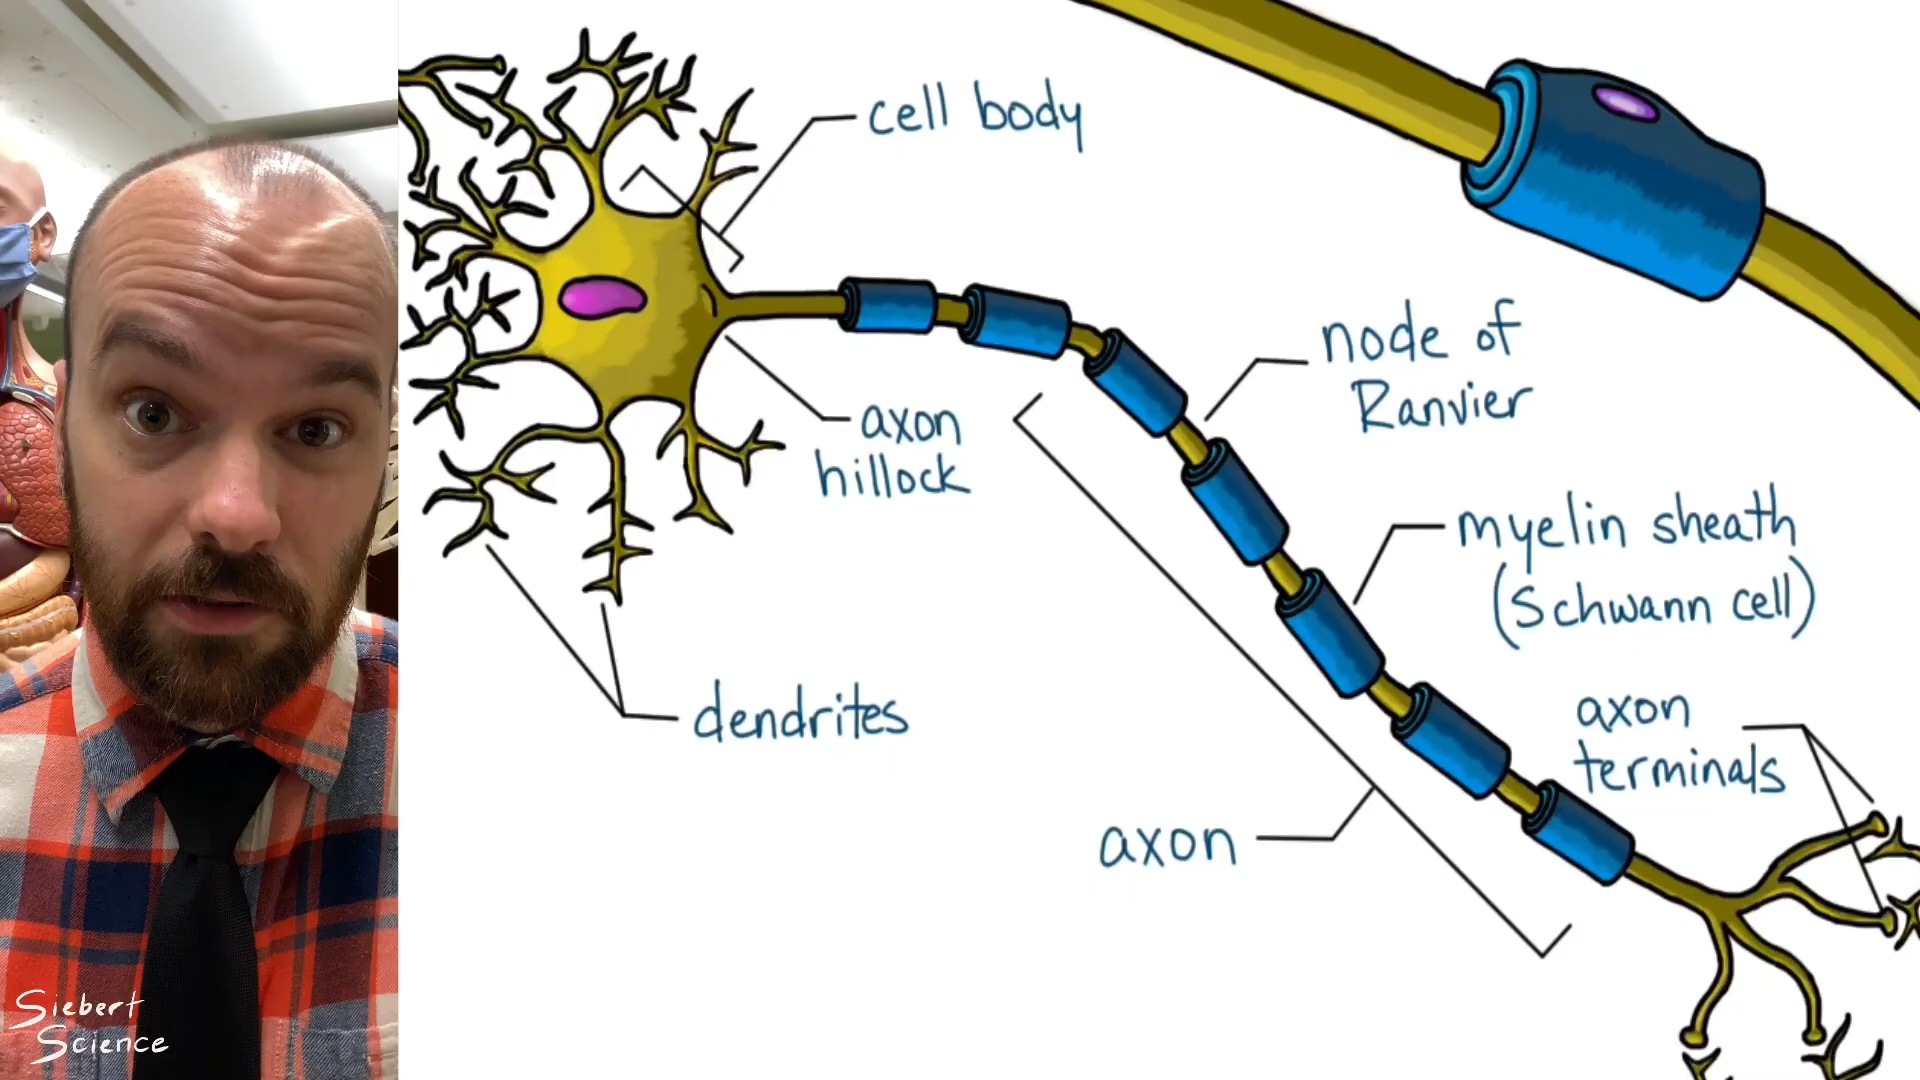 cell body
axon
hillock
node of
Ranvier
myelin sheath
(Schwann cell)
dendrites
axon
terminals
axon
Siebert
Science